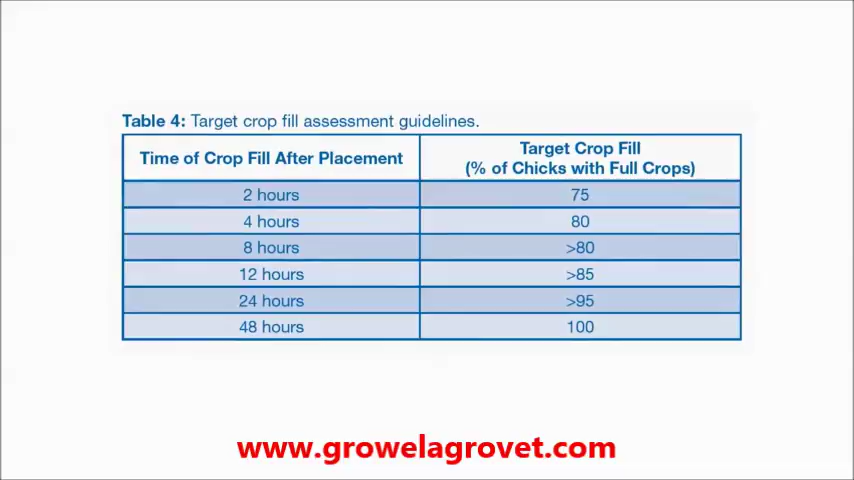 Table 4: Target crop fill assessment guidelines.
Time of Crop Fill After Placement
Target Crop Fill
(% of Chicks with Full Crops)
2 hours 75
4 hours 80
8 hours >80
12 hours >85
24 hours >95
48 hours 100
www.growelagrovet.com